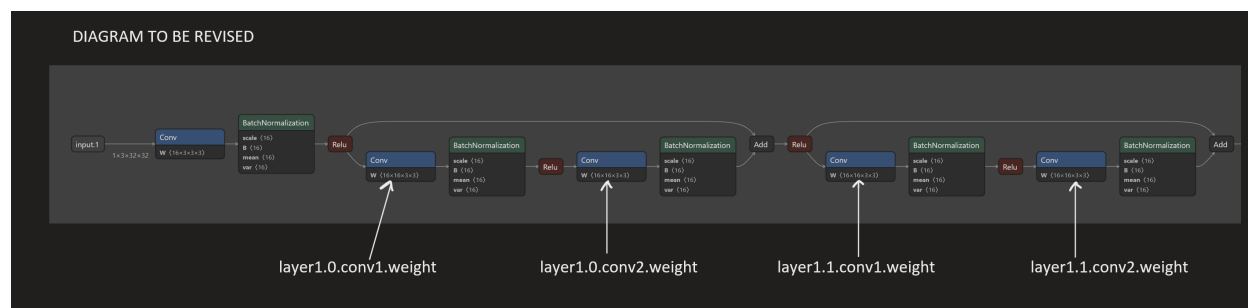 DIAGRAM TO BE REVISED
input.1
1×3×32×32
Conv
W (16×3×3×3)
BatchNormalization
scale (16)
B (16)
mean (16)
var (16)
Relu
Conv
W (16×16×3×3)
BatchNormalization
scale (16)
B (16)
mean (16)
var (16)
Relu
Conv
W (16×16×3×3)
BatchNormalization
scale (16)
B (16)
mean (16)
var (16)
Add
Relu
Conv
W (16×16×3×3)
BatchNormalization
scale (16)
B (16)
mean (16)
var (16)
Relu
Conv
W (16×16×3×3)
BatchNormalization
scale (16)
B (16)
mean (16)
var (16)
Add
layer1.0.conv1.weight
layer1.0.conv2.weight
layer1.1.conv1.weight
layer1.1.conv2.weight